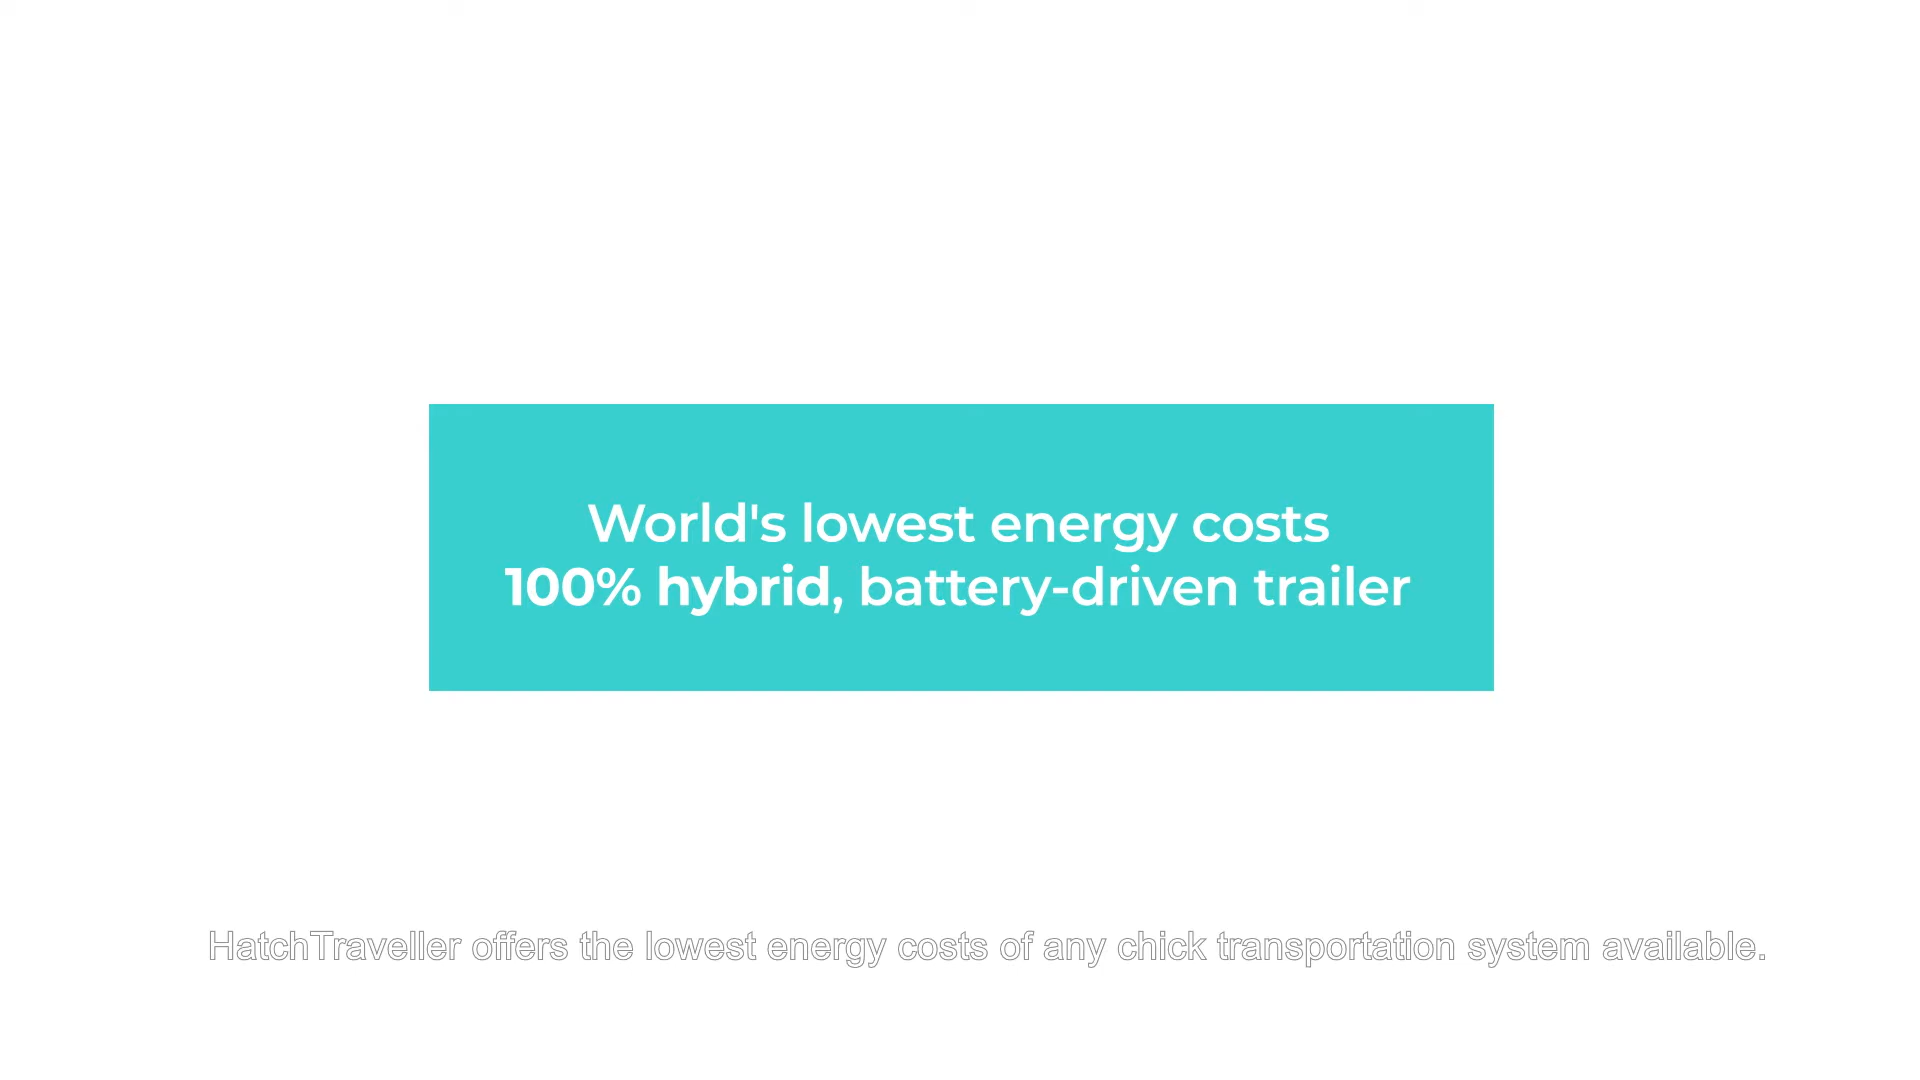 World's lowest energy costs
100% hybrid, battery-driven trailer
HatchTraveller offers the lowest energy costs of any chick transportation system available.